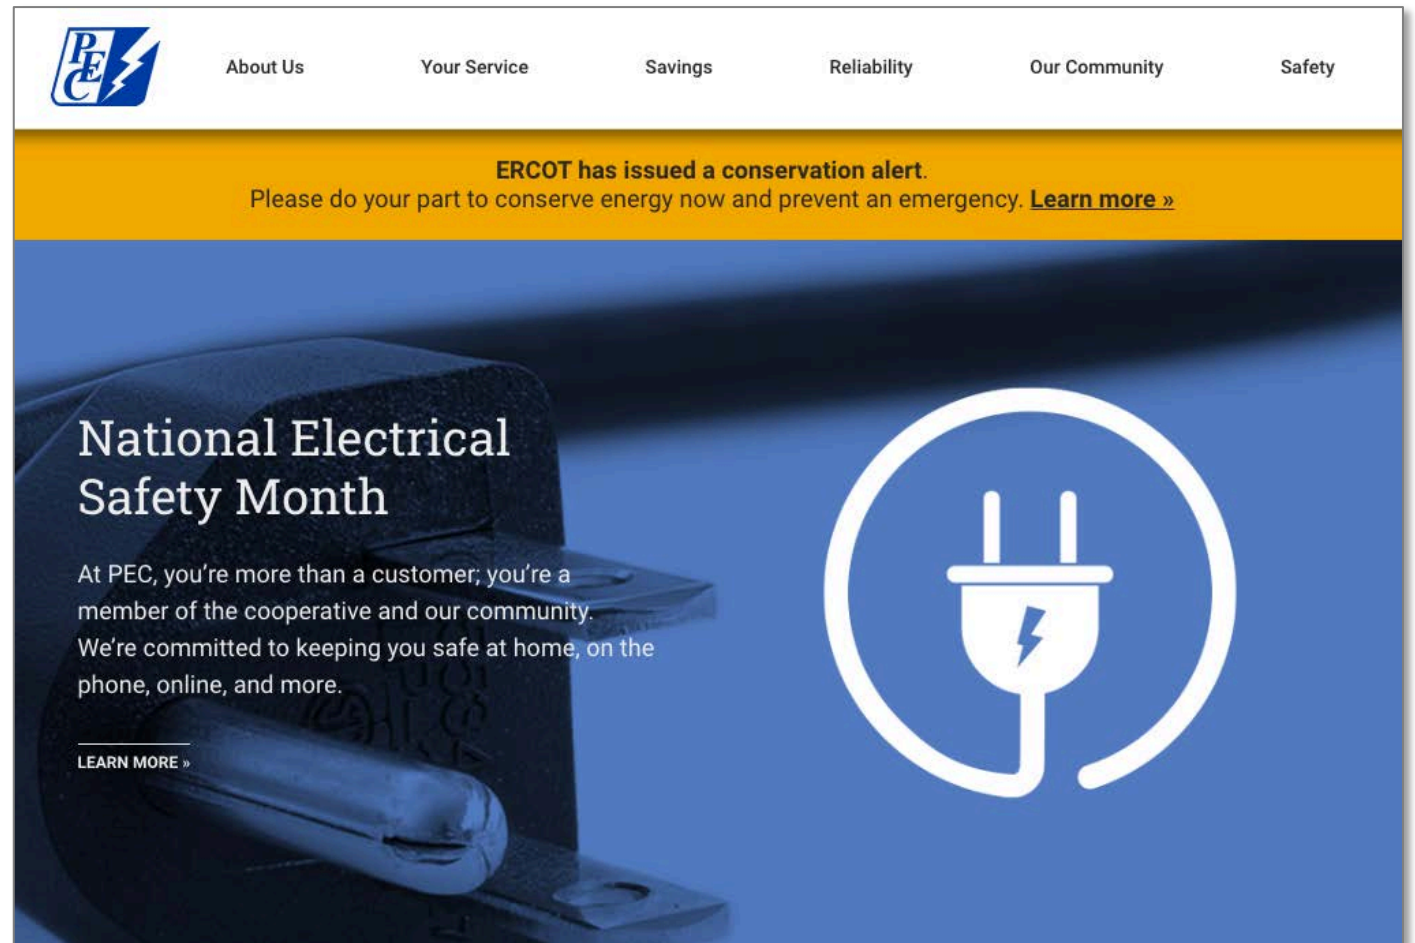 PEC
About Us
Your Service
Savings
Reliability
Our Community
Safety
ERCOT has issued a conservation alert.
Please do your part to conserve energy now and prevent an emergency. Learn more »
National Electrical
Safety Month
At PEC, you’re more than a customer; you’re a
member of the cooperative and our community.
We’re committed to keeping you safe at home, on the
phone, online, and more.
LEARN MORE »